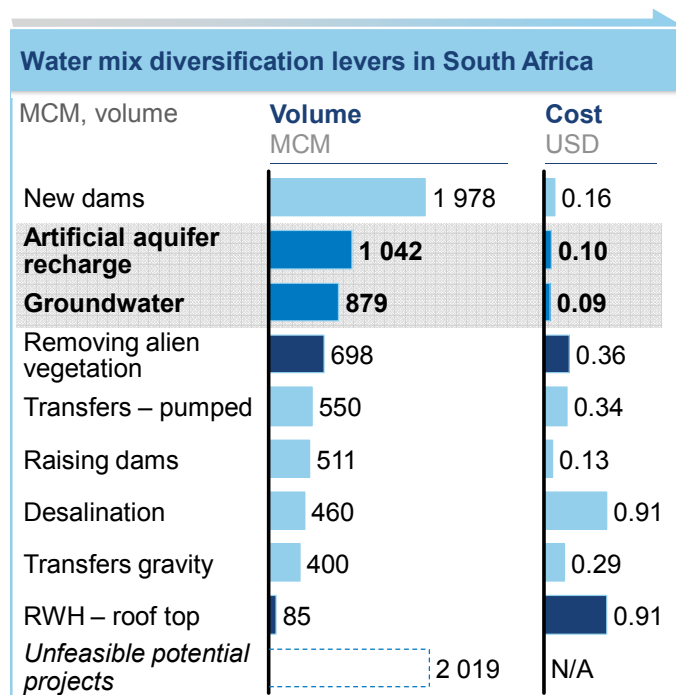 Water mix diversification levers in South Africa
MCM, volume Volume Cost
MCM USD
New dams 1 978 0.16
Artificial aquifer
recharge 1 042 0.10
Groundwater 879 0.09
Removing alien
vegetation 698 0.36
Transfers – pumped 550 0.34
Raising dams 511 0.13
Desalination 460 0.91
Transfers gravity 400 0.29
RWH – roof top 85 0.91
Unfeasible potential
projects 2 019 N/A